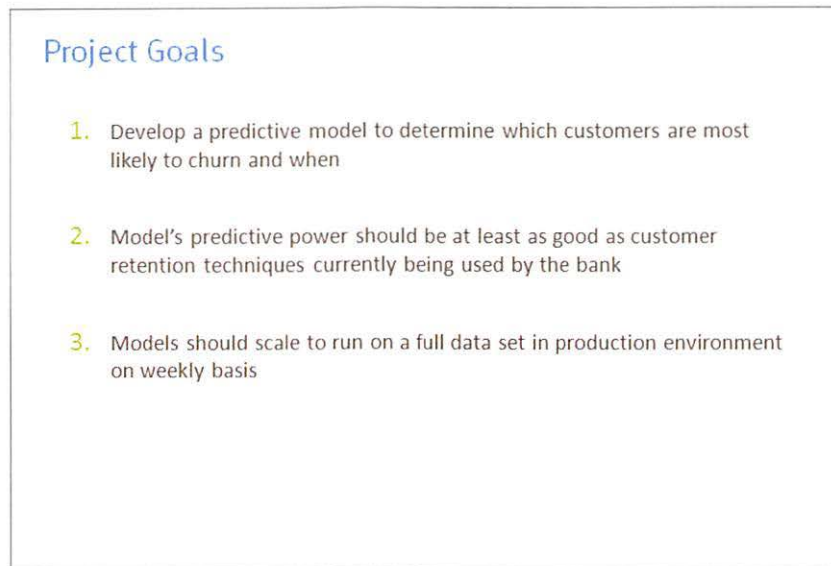 Project Goals
1. Develop a predictive model to determine which customers are most
likely to churn and when
2. Model's predictive power should be at least as good as customer
retention techniques currently being used by the bank
3. Models should scale to run on a full data set in production environment
on weekly basis